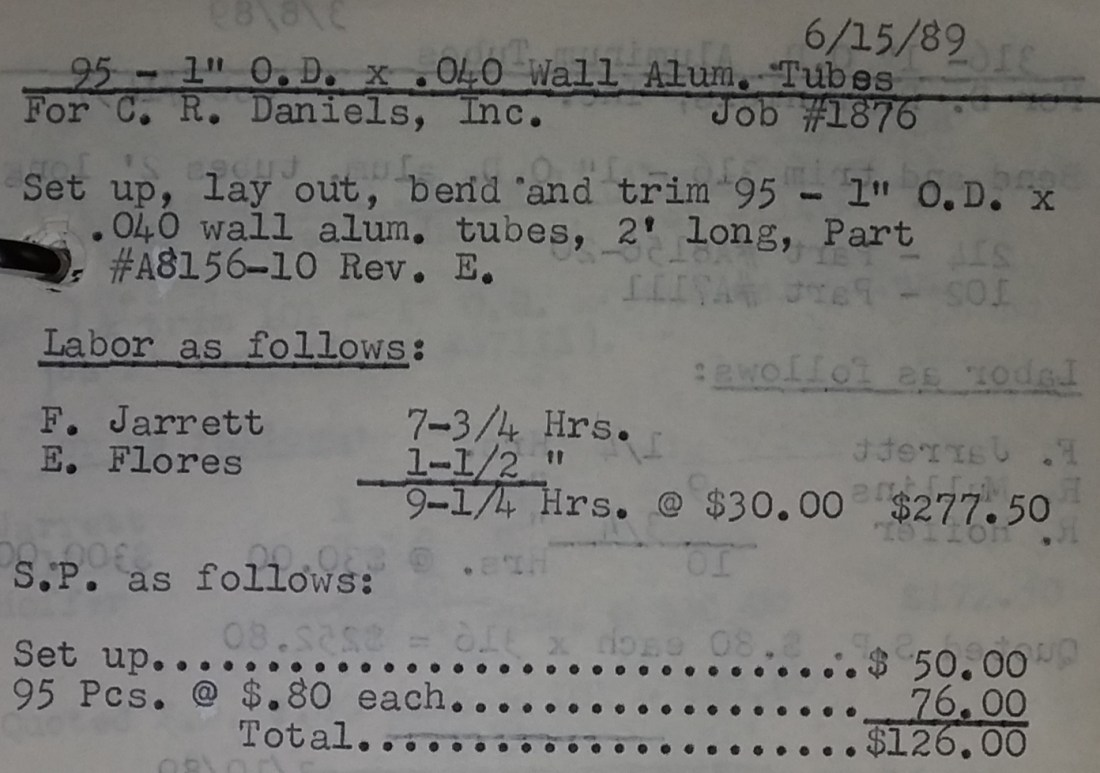 6/15/89
95 - 1" O.D. x .040 Wall Alum. Tubes
For C. R. Daniels, Inc. Job #1876
Set up, lay out, bend and trim 95 - 1" O.D. x
.040 wall alum. tubes, 2' long, Part
#A8156-10 Rev. E.
Labor as follows:
F. Jarrett 7-3/4 Hrs.
E. Flores 1-1/2 "
9-1/4 Hrs. @ $30.00 $277.50
S.P. as follows:
Set up..............................$ 50.00
95 Pcs. @ $.80 each................. 76.00
Total......................$126.00